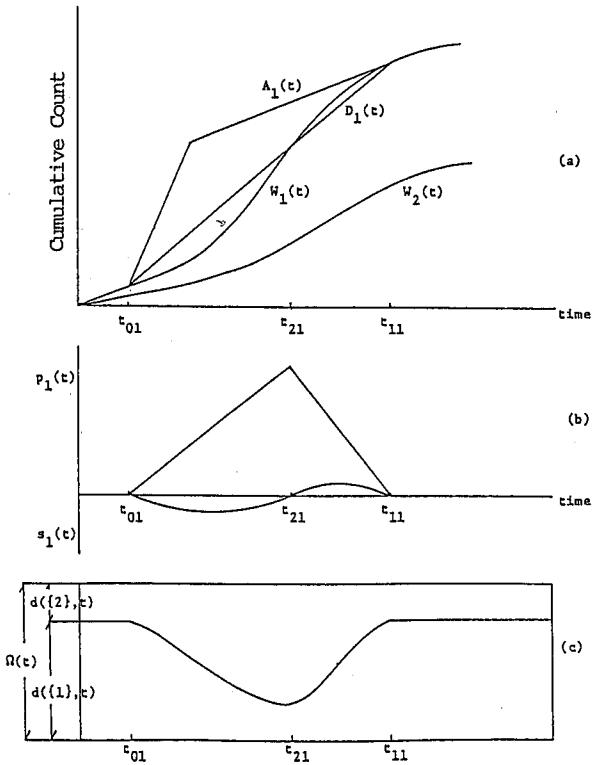 Cumulative Count
A₁(t)
D₁(t)
(a)
W₁(t)
W₂(t)
t₀₁
t₂₁
t₁₁
time
p₁(t)
(b)
time
t₀₁
t₂₁
t₁₁
s₁(t)
d({2},t)
Ω(t)
(c)
d({1},t)
t₀₁
t₂₁
t₁₁